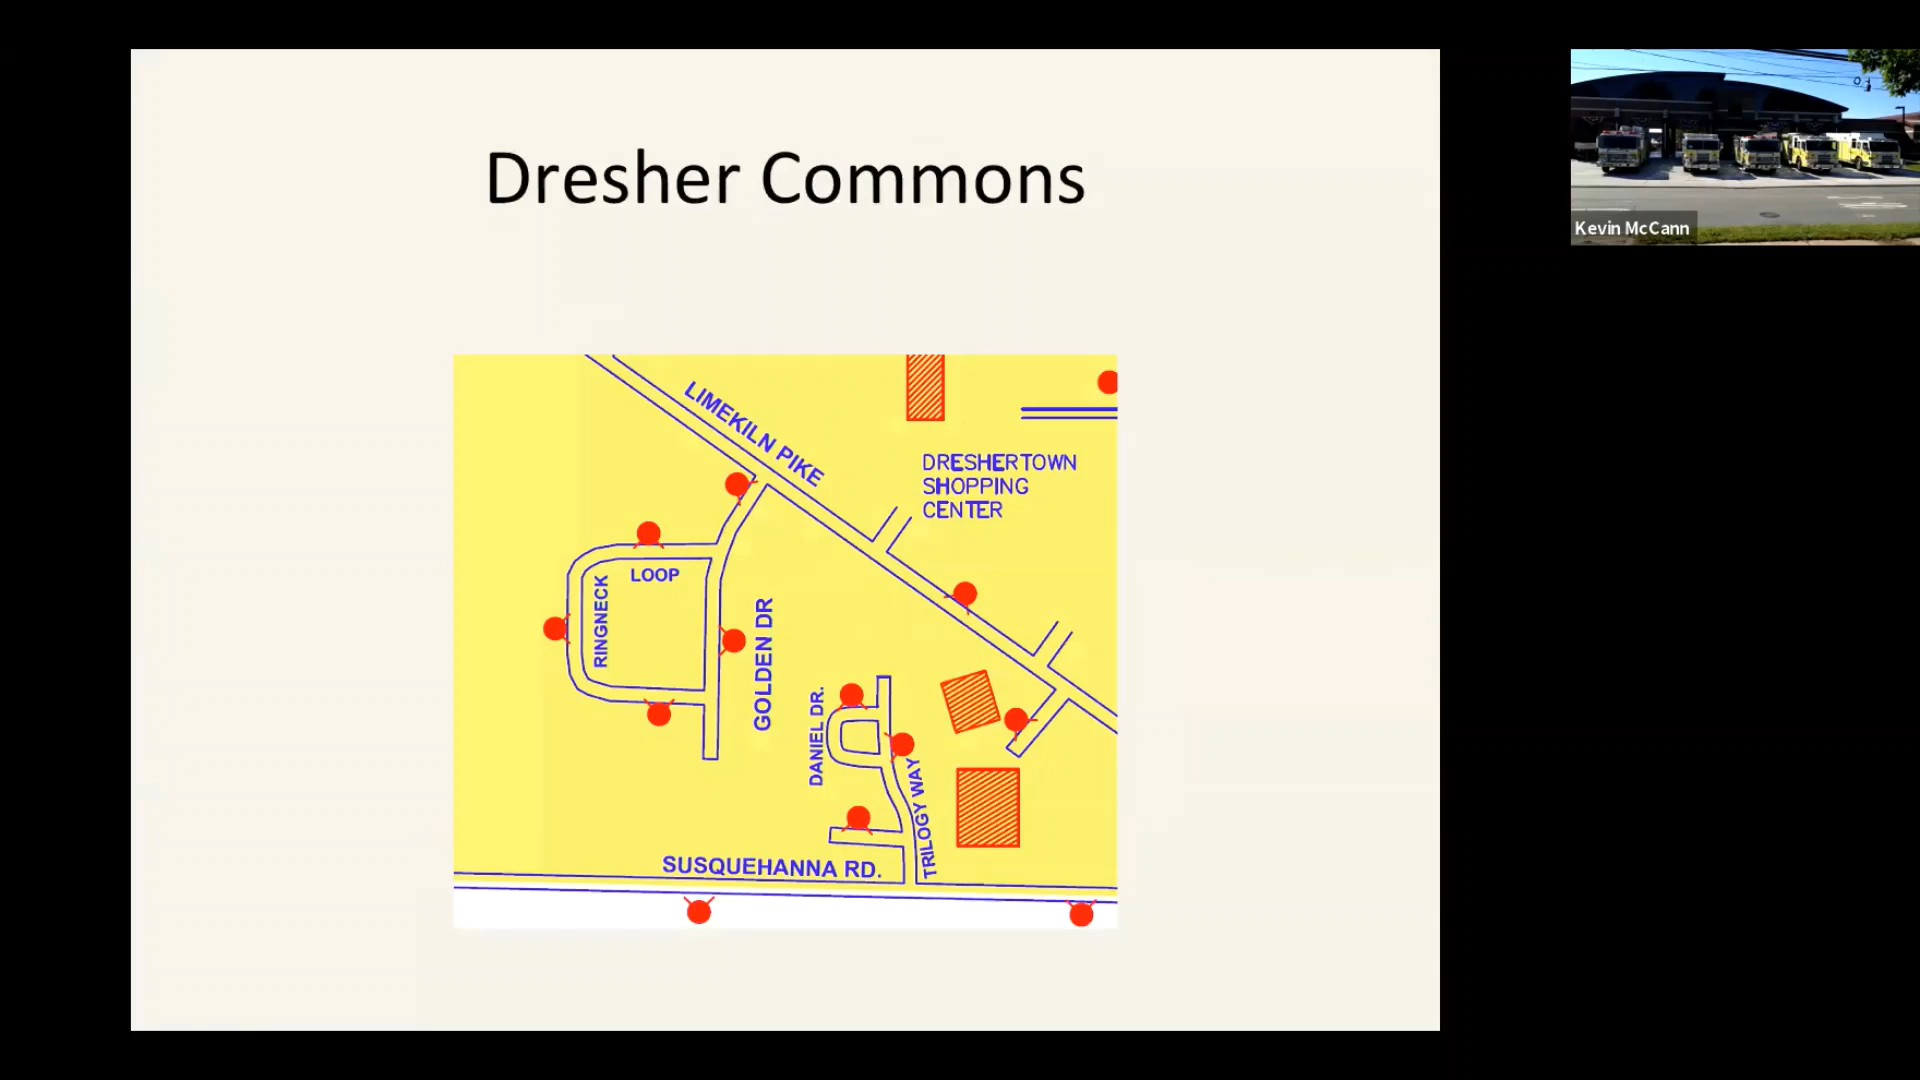 Dresher Commons
Kevin McCann
LIMEKILN PIKE
DRESHERTOWN
SHOPPING
CENTER
LOOP
RINGNECK
GOLDEN DR
DANIEL DR.
TRILOGY WAY
SUSQUEHANNA RD.